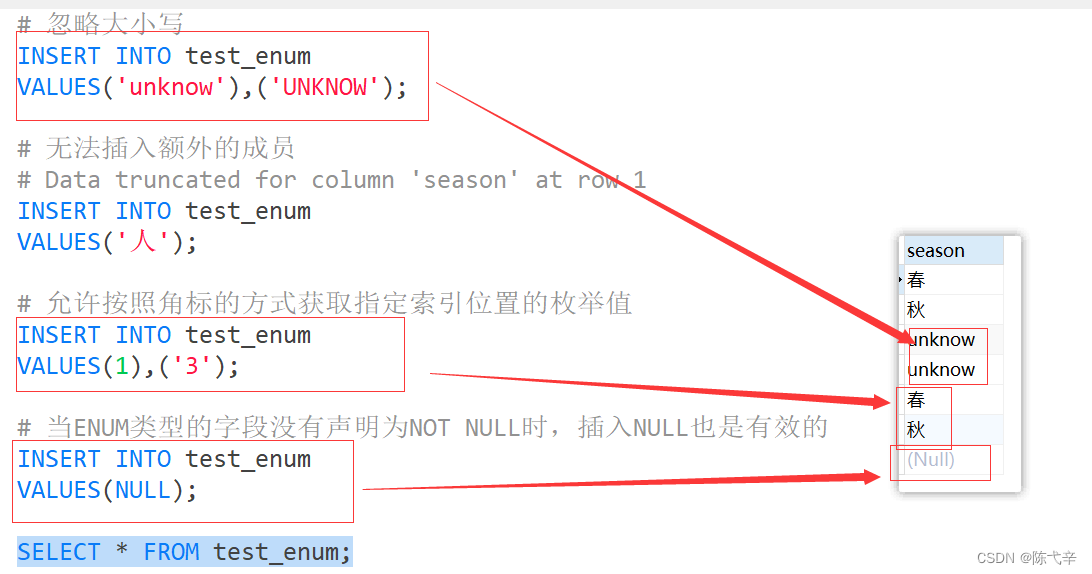 # 忽略大小写
INSERT INTO test_enum
VALUES('unknow'),('UNKNOW');
# 无法插入额外的成员
# Data truncated for column 'season' at row 1
INSERT INTO test_enum
VALUES('人');
# 允许按照角标的方式获取指定索引位置的枚举值
INSERT INTO test_enum
VALUES(1),('3');
# 当ENUM类型的字段没有声明为NOT NULL时，插入NULL也是有效的
INSERT INTO test_enum
VALUES(NULL);
SELECT * FROM test_enum;
season
春
秋
unknow
unknow
春
秋
(Null)
CSDN @陈弋辛